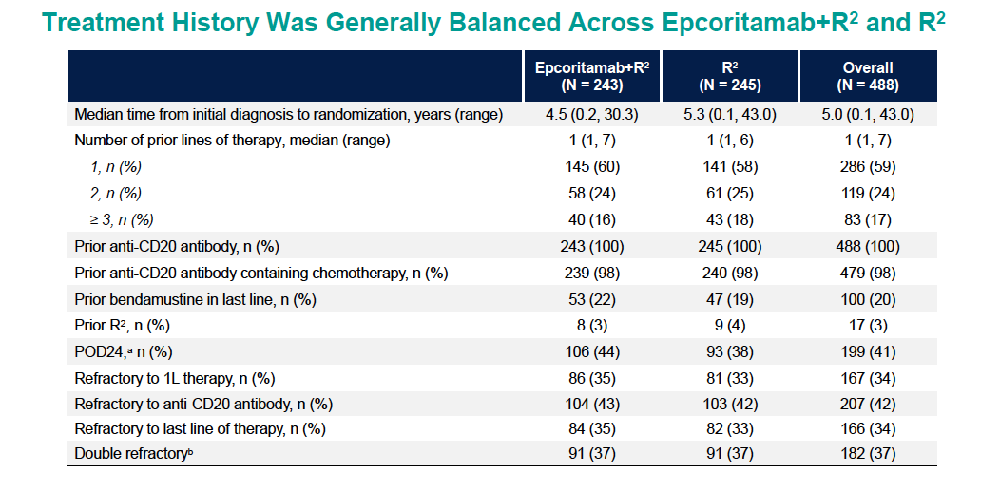 Treatment History Was Generally Balanced Across Epcoritamab+R² and R²
Epcoritamab+R² (N = 243) R² (N = 245) Overall (N = 488)
Median time from initial diagnosis to randomization, years (range) 4.5 (0.2, 30.3) 5.3 (0.1, 43.0) 5.0 (0.1, 43.0)
Number of prior lines of therapy, median (range) 1 (1, 7) 1 (1, 6) 1 (1, 7)
1, n (%) 145 (60) 141 (58) 286 (59)
2, n (%) 58 (24) 61 (25) 119 (24)
≥ 3, n (%) 40 (16) 43 (18) 83 (17)
Prior anti-CD20 antibody, n (%) 243 (100) 245 (100) 488 (100)
Prior anti-CD20 antibody containing chemotherapy, n (%) 239 (98) 240 (98) 479 (98)
Prior bendamustine in last line, n (%) 53 (22) 47 (19) 100 (20)
Prior R², n (%) 8 (3) 9 (4) 17 (3)
POD24,ᵃ n (%) 106 (44) 93 (38) 199 (41)
Refractory to 1L therapy, n (%) 86 (35) 81 (33) 167 (34)
Refractory to anti-CD20 antibody, n (%) 104 (43) 103 (42) 207 (42)
Refractory to last line of therapy, n (%) 84 (35) 82 (33) 166 (34)
Double refractoryᵇ 91 (37) 91 (37) 182 (37)